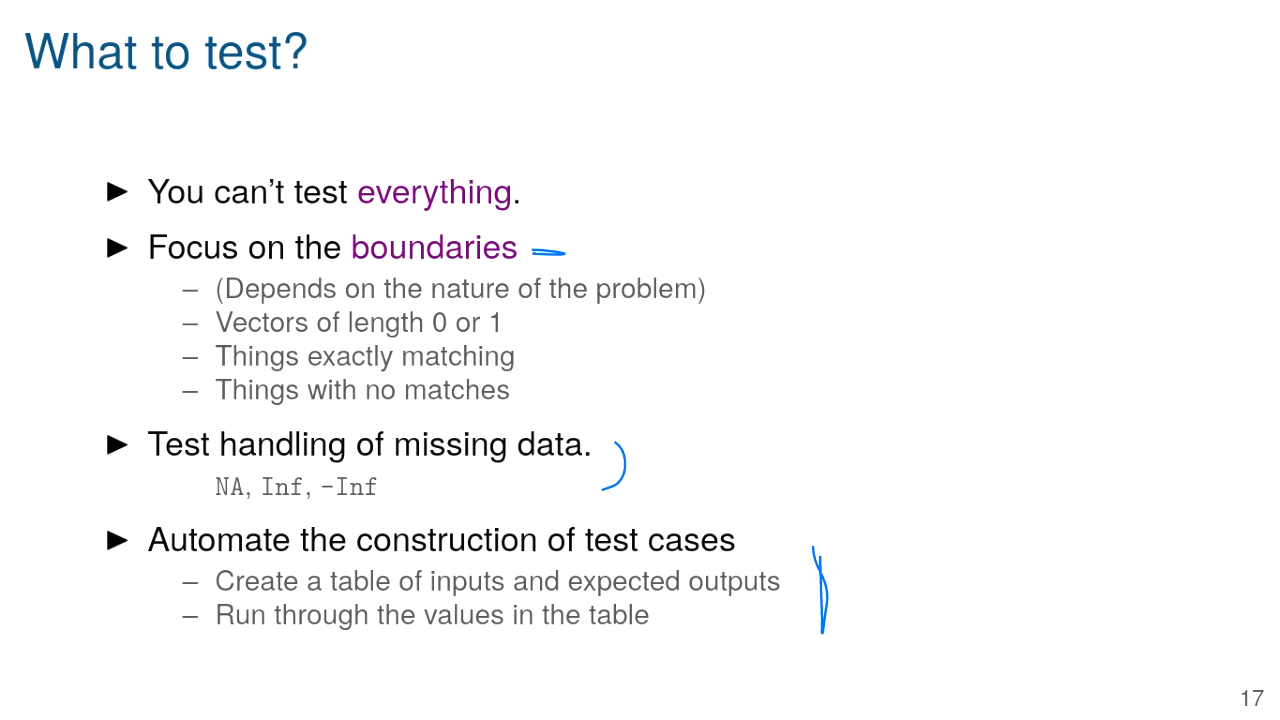 What to test?
▶ You can't test everything.
▶ Focus on the boundaries
– (Depends on the nature of the problem)
– Vectors of length 0 or 1
– Things exactly matching
– Things with no matches
▶ Test handling of missing data.
NA, Inf, -Inf
▶ Automate the construction of test cases
– Create a table of inputs and expected outputs
– Run through the values in the table
17